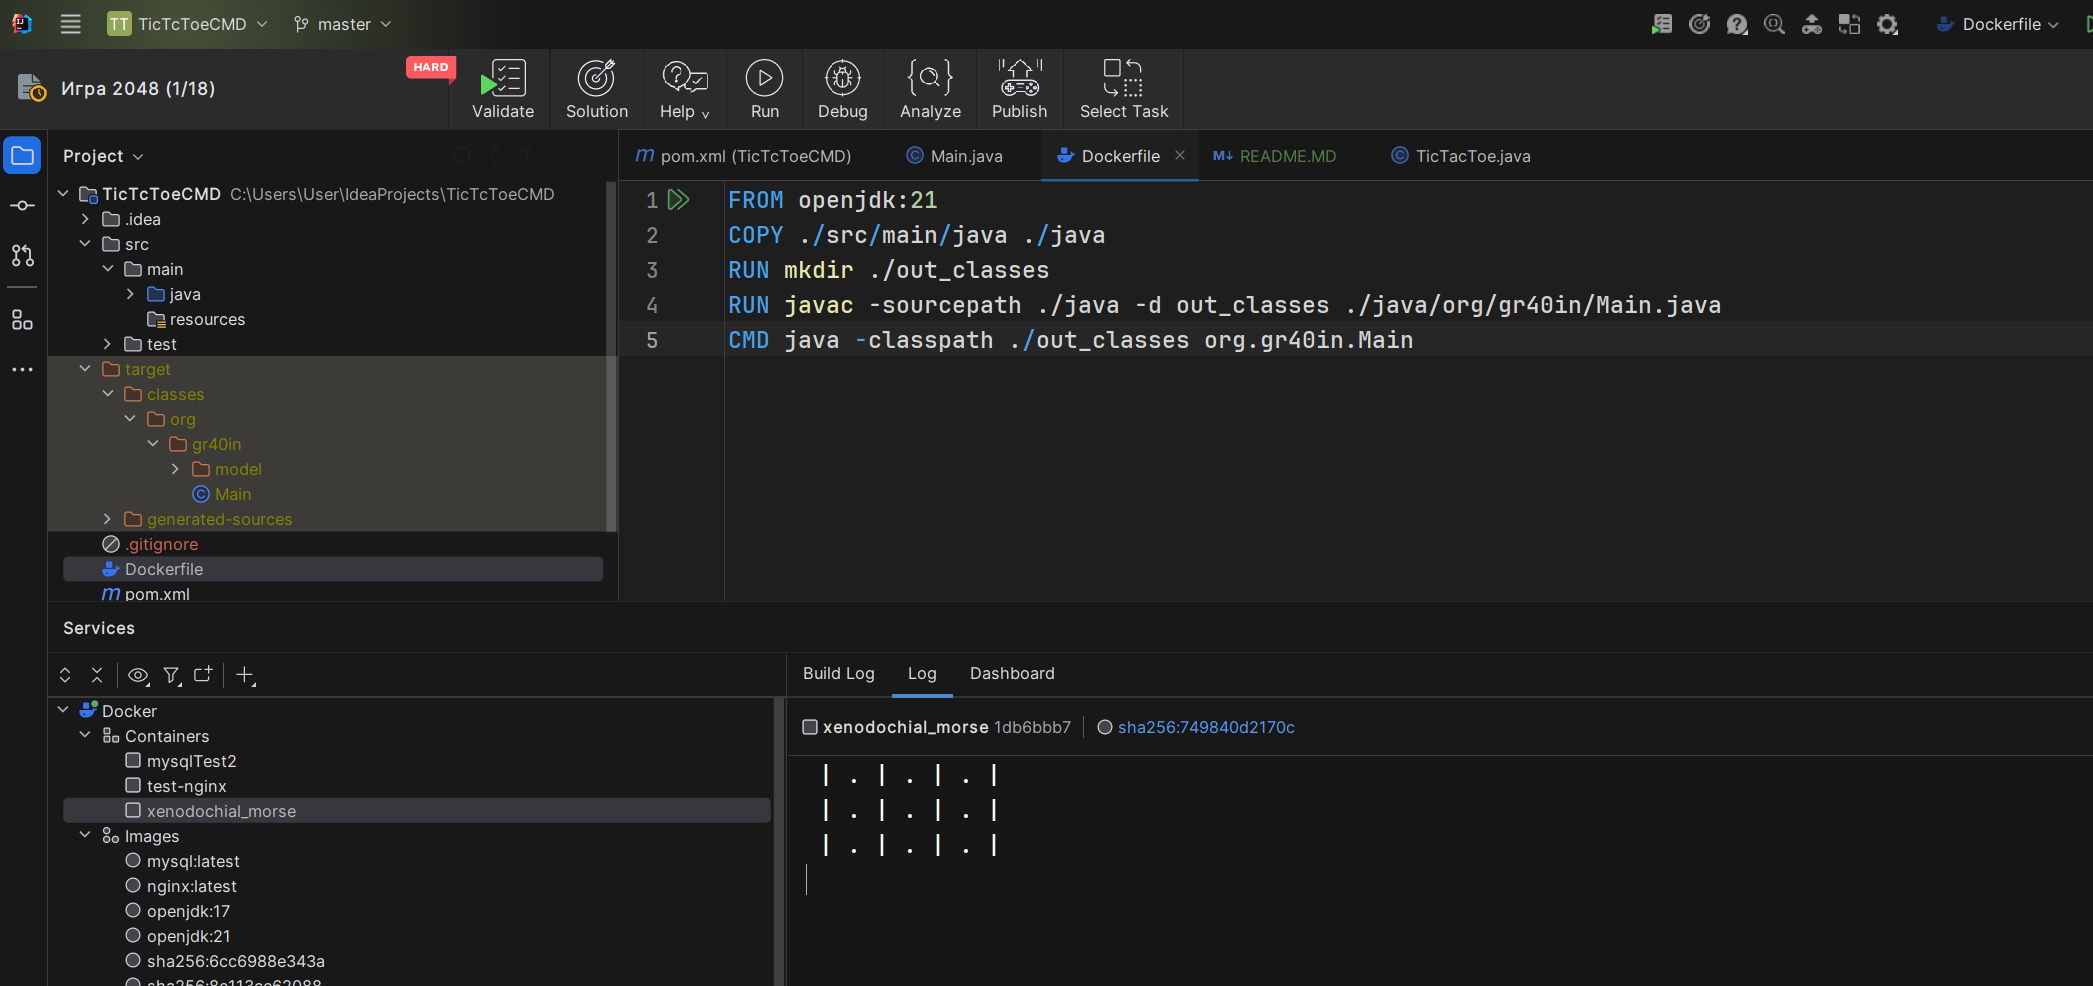 TT TicTcToeCMD master Dockerfile
Игра 2048 (1/18)
HARD
Validate Solution Help Run Debug Analyze Publish Select Task
Project
pom.xml (TicTcToeCMD) Main.java Dockerfile README.MD TicTacToe.java
TicTcToeCMD C:\Users\User\IdeaProjects\TicTcToeCMD
.idea
src
main
java
resources
test
target
classes
org
gr40in
model
Main
generated-sources
.gitignore
Dockerfile
pom.xml
1 FROM openjdk:21
2 COPY ./src/main/java ./java
3 RUN mkdir ./out_classes
4 RUN javac -sourcepath ./java -d out_classes ./java/org/gr40in/Main.java
5 CMD java -classpath ./out_classes org.gr40in.Main
Services
Build Log Log Dashboard
Docker
Containers
mysqlTest2
test-nginx
xenodochial_morse
Images
mysql:latest
nginx:latest
openjdk:17
openjdk:21
sha256:6cc6988e343a
xenodochial_morse 1db6bbb7 sha256:749840d2170c
| . | . | . |
| . | . | . |
| . | . | . |